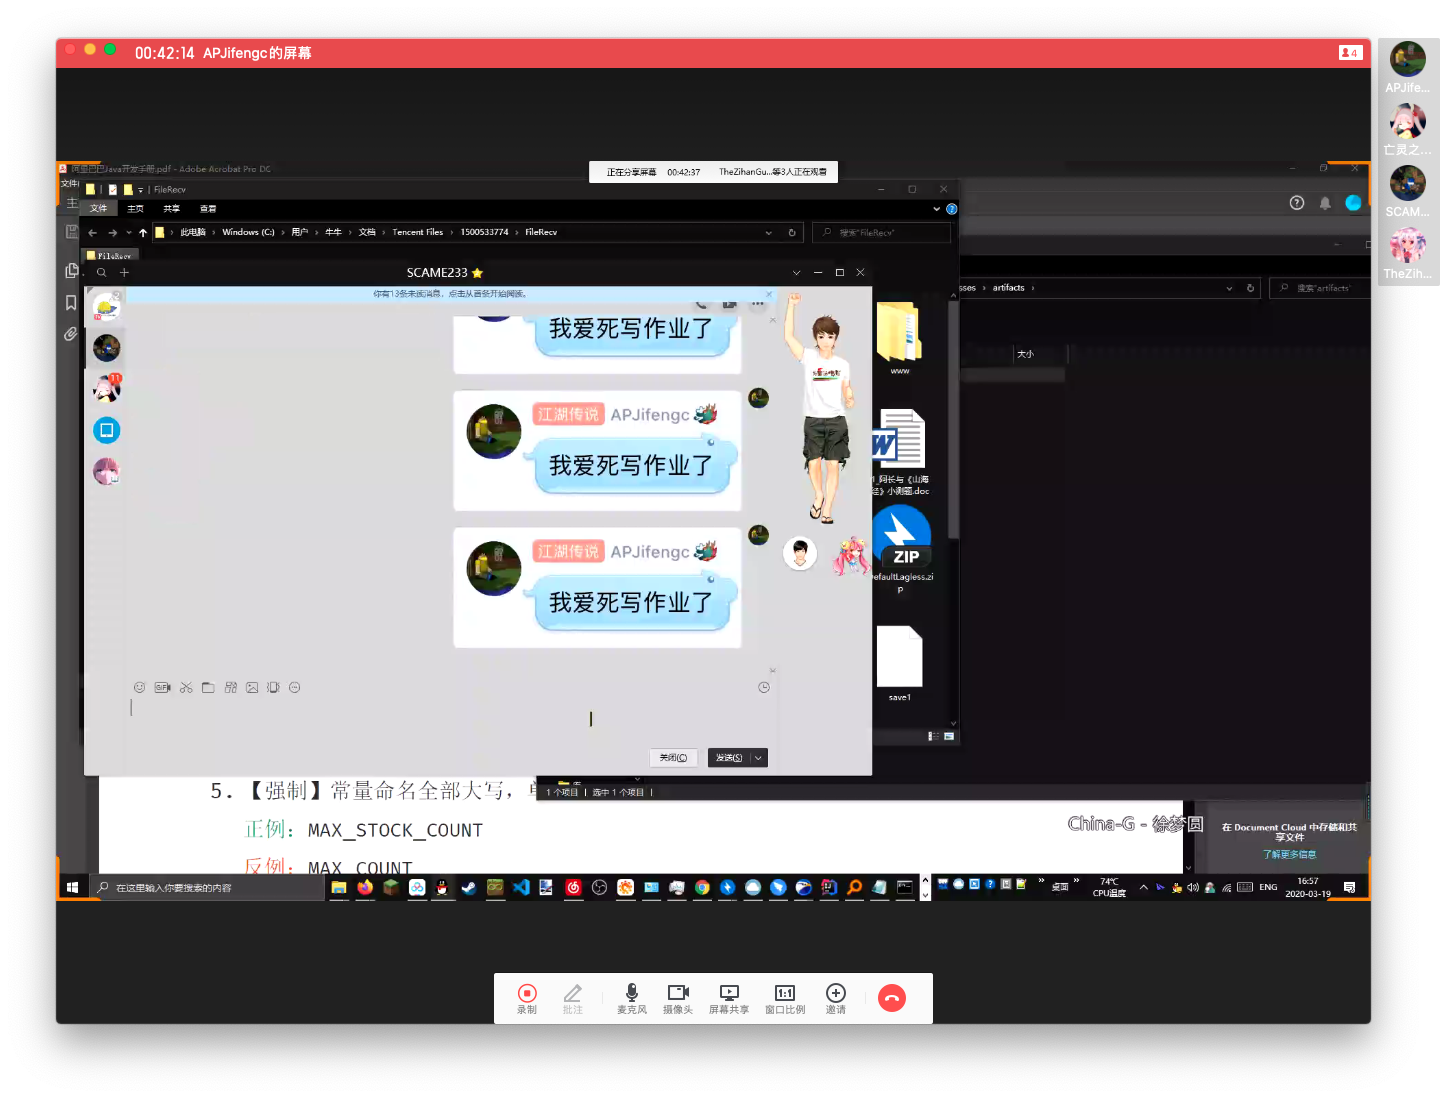 00:42:14 APJifengc的屏幕
4
APJife...
亡灵之...
SCAM...
TheZih...
阿里巴巴Java开发手册.pdf - Adobe Acrobat Pro DC
正在分享屏幕 00:42:37 TheZihanGu...等3人正在观看
FileRecv
文件 主页 共享 查看
此电脑 › Windows (C:) › 用户 › 牛牛 › 文档 › Tencent Files › 1500533774 › FileRecv
搜索"FileRecv"
FileRecv
SCAME233
你有13条未读消息，点击从首条开始阅读。
artifacts
搜索"artifacts"
大小
我爱死写作业了
江湖传说 APJifengc
我爱死写作业了
江湖传说 APJifengc
我爱死写作业了
11
www
《山海
经》小测题.doc
ZIP
efaultLagless.zi
p
save1
GIF
关闭(C) 发送(S)
1 个项目 选中 1 个项目
5. 【强制】常量命名全部大写，
正例：MAX_STOCK_COUNT
反例：MAX_COUNT
China-G - 徐梦圆
在 Document Cloud 中存储和共
享文件
了解更多信息
在这里输入你要搜索的内容
桌面
74℃
CPU温度
ENG
16:57
2020-03-19
录制 批注 麦克风 摄像头 屏幕共享 窗口比例 邀请
1:1